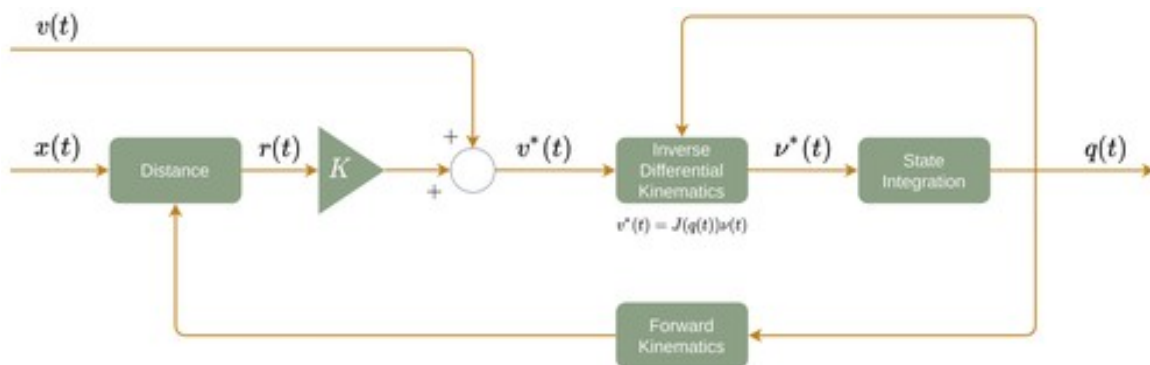 v(t)
+
x(t)
Distance
r(t)
K
+
v*(t)
Inverse
Differential
Kinematics
ν*(t)
State
Integration
q(t)
v*(t) = J(q(t))ν(t)
Forward
Kinematics